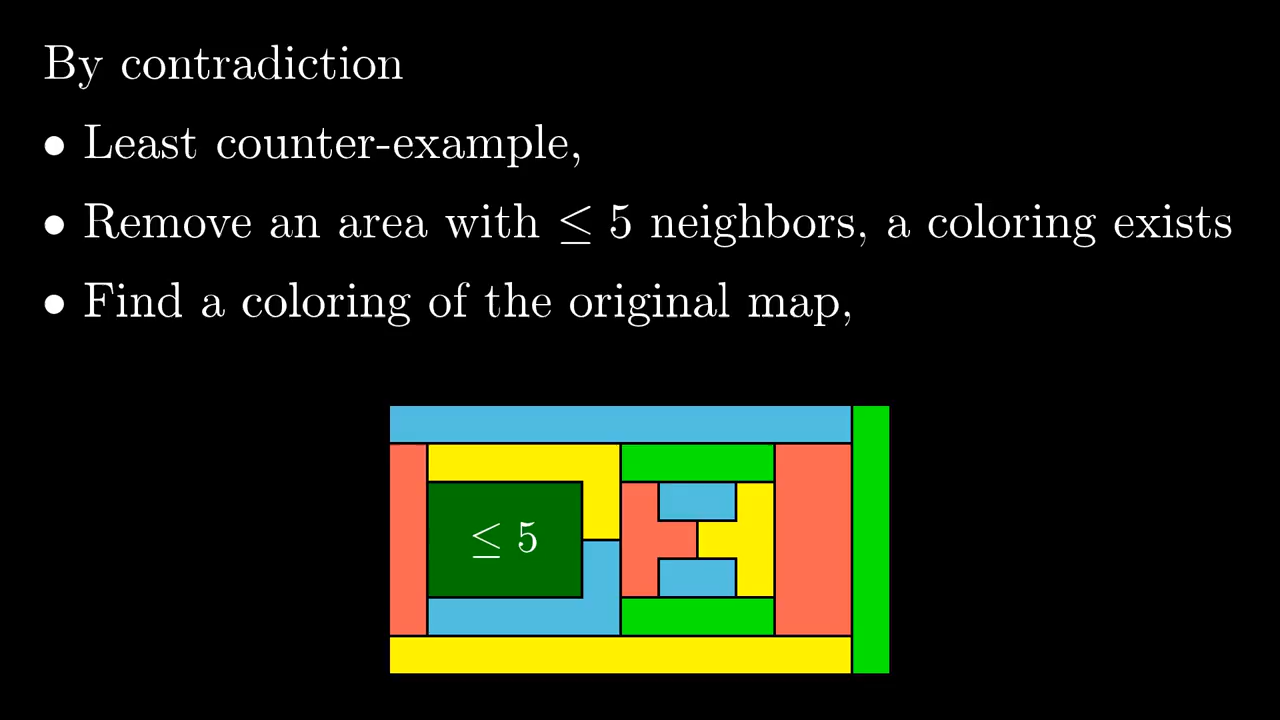 By contradiction
• Least counter-example,
• Remove an area with ≤ 5 neighbors, a coloring exists
• Find a coloring of the original map,
≤ 5